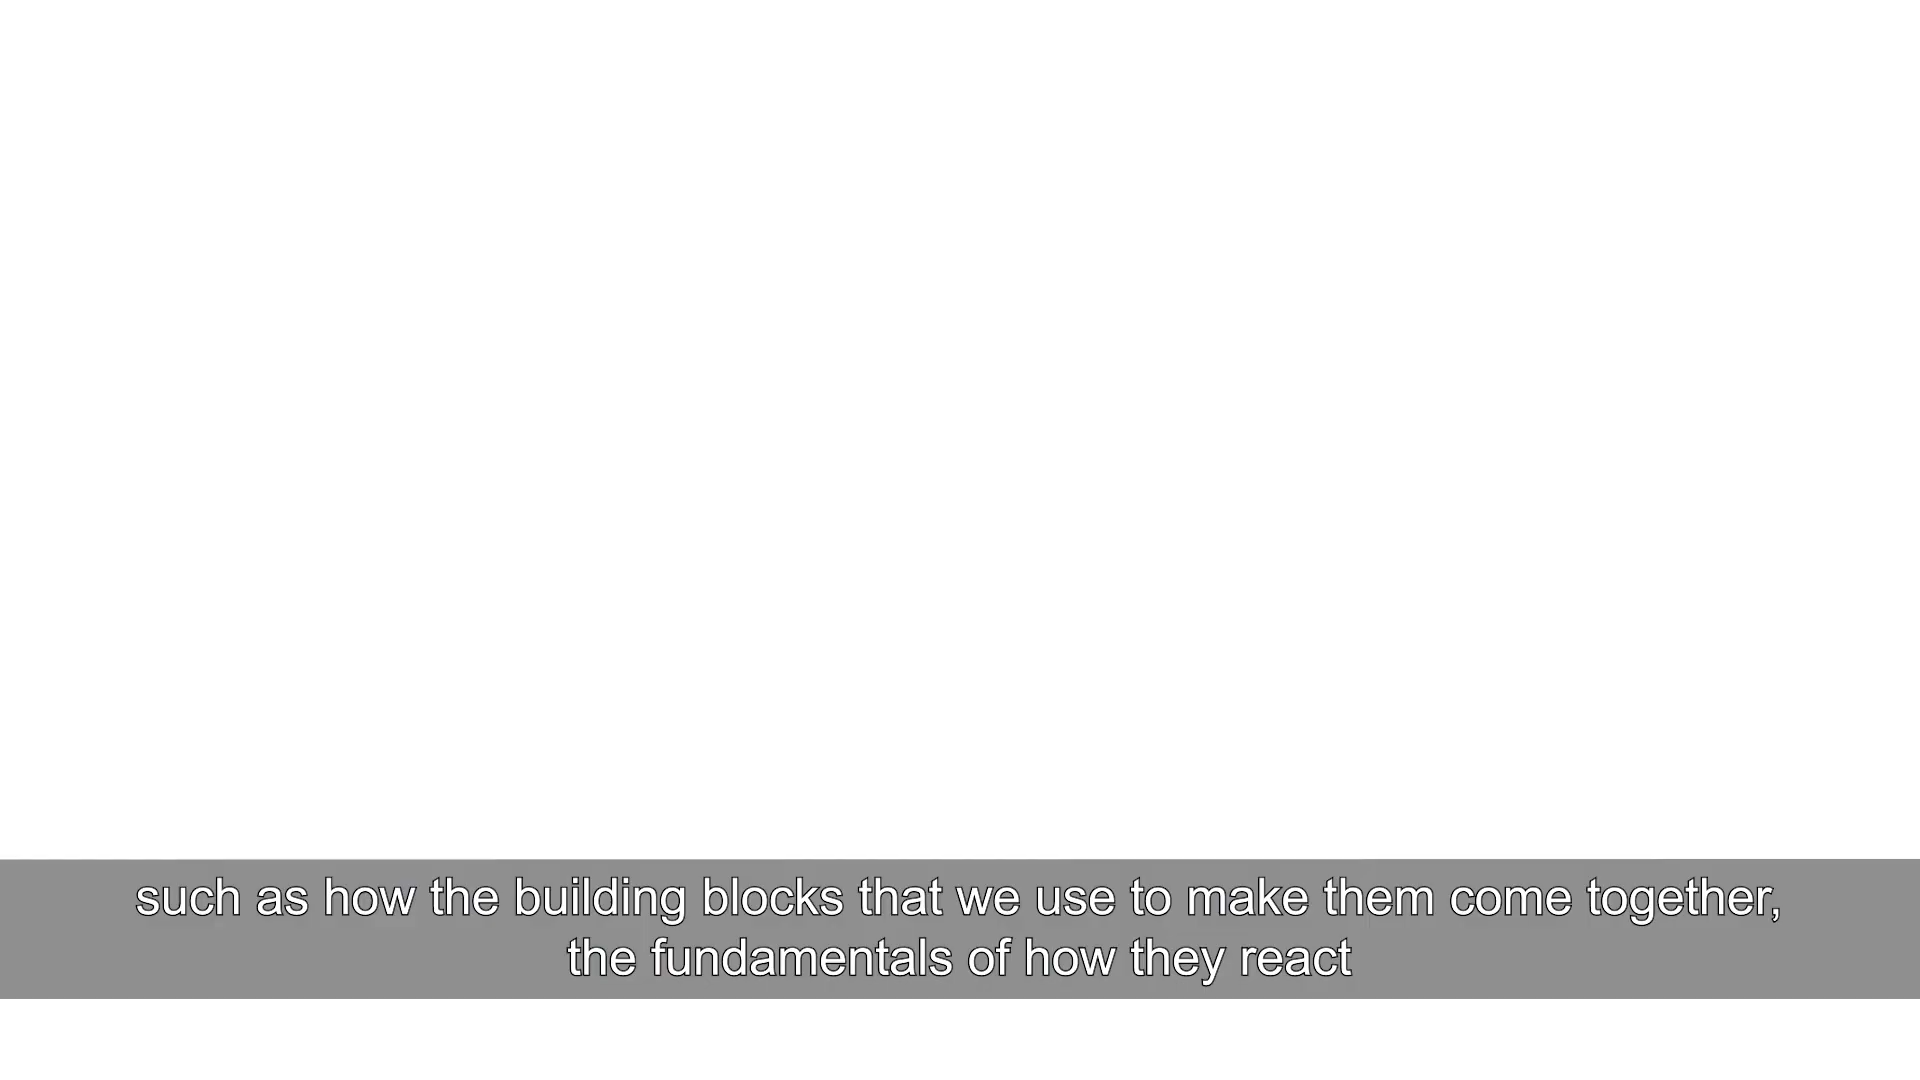 such as how the building blocks that we use to make them come together,
the fundamentals of how they react